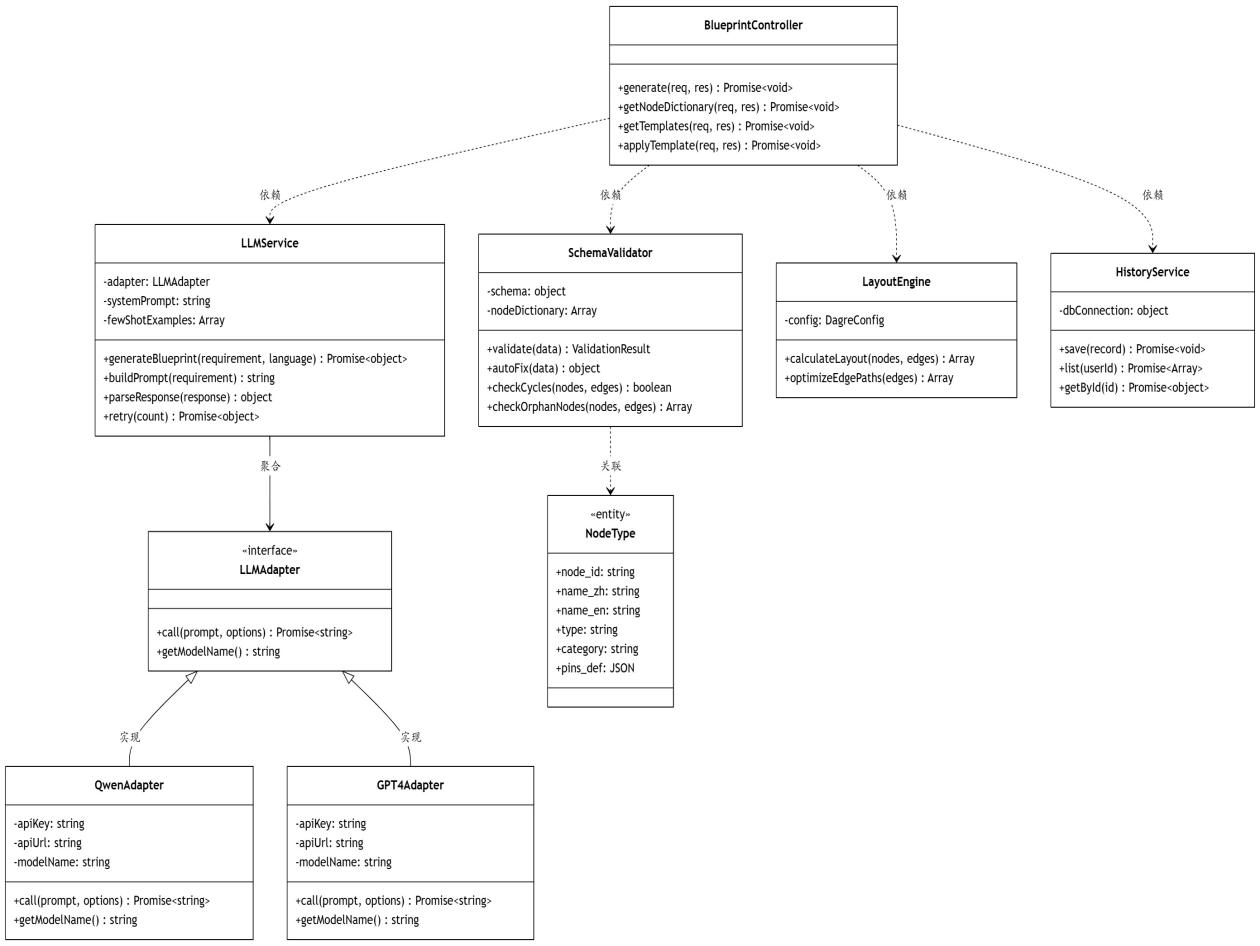 BlueprintController
+generate(req, res) : Promise<void>
+getNodeDictionary(req, res) : Promise<void>
+getTemplates(req, res) : Promise<void>
+applyTemplate(req, res) : Promise<void>
依赖
依赖
依赖
依赖
LLMService
-adapter: LLMAdapter
-systemPrompt: string
-fewShotExamples: Array
+generateBlueprint(requirement, language) : Promise<object>
+buildPrompt(requirement) : string
+parseResponse(response) : object
+retry(count) : Promise<object>
SchemaValidator
-schema: object
-nodeDictionary: Array
+validate(data) : ValidationResult
+autoFix(data) : object
+checkCycles(nodes, edges) : boolean
+checkOrphanNodes(nodes, edges) : Array
LayoutEngine
-config: DagreConfig
+calculateLayout(nodes, edges) : Array
+optimizeEdgePaths(edges) : Array
HistoryService
-dbConnection: object
+save(record) : Promise<void>
+list(userId) : Promise<Array>
+getById(id) : Promise<object>
聚合
关联
«interface»
LLMAdapter
+call(prompt, options) : Promise<string>
+getModelName() : string
«entity»
NodeType
+node_id: string
+name_zh: string
+name_en: string
+type: string
+category: string
+pins_def: JSON
实现
实现
QwenAdapter
-apiKey: string
-apiUrl: string
-modelName: string
+call(prompt, options) : Promise<string>
+getModelName() : string
GPT4Adapter
-apiKey: string
-apiUrl: string
-modelName: string
+call(prompt, options) : Promise<string>
+getModelName() : string